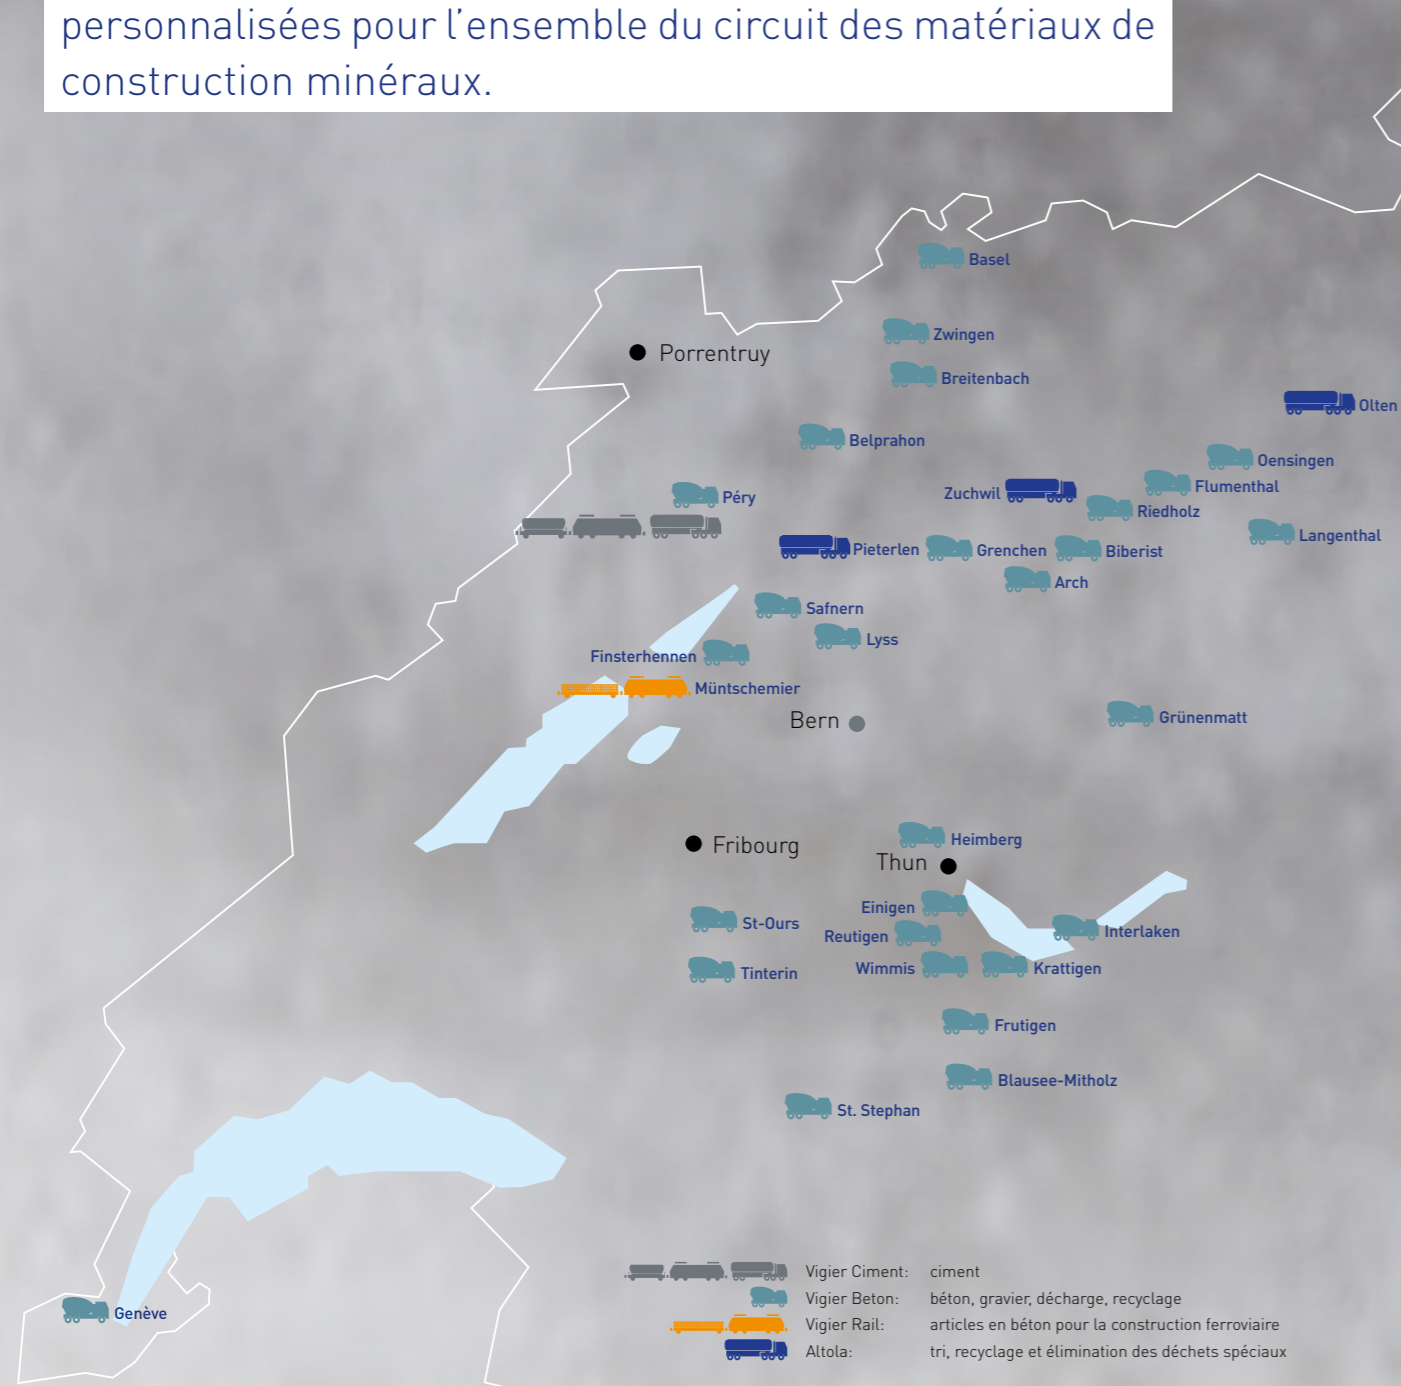 personnalisées pour l'ensemble du circuit des matériaux de
construction minéraux.
Basel
Zwingen
Porrentruy
Breitenbach
Olten
Belprahon
Oensingen
Zuchwil
Flumenthal
Péry
Riedholz
Langenthal
Pieterlen
Grenchen
Biberist
Arch
Safnern
Lyss
Finsterhennen
Müntschemier
Bern
Grünenmatt
Heimberg
Fribourg
Thun
Einigen
St-Ours
Interlaken
Reutigen
Wimmis
Krattigen
Tinterin
Frutigen
Blausee-Mitholz
St. Stephan
Genève
Vigier Ciment: ciment
Vigier Beton: béton, gravier, décharge, recyclage
Vigier Rail: articles en béton pour la construction ferroviaire
Altola: tri, recyclage et élimination des déchets spéciaux